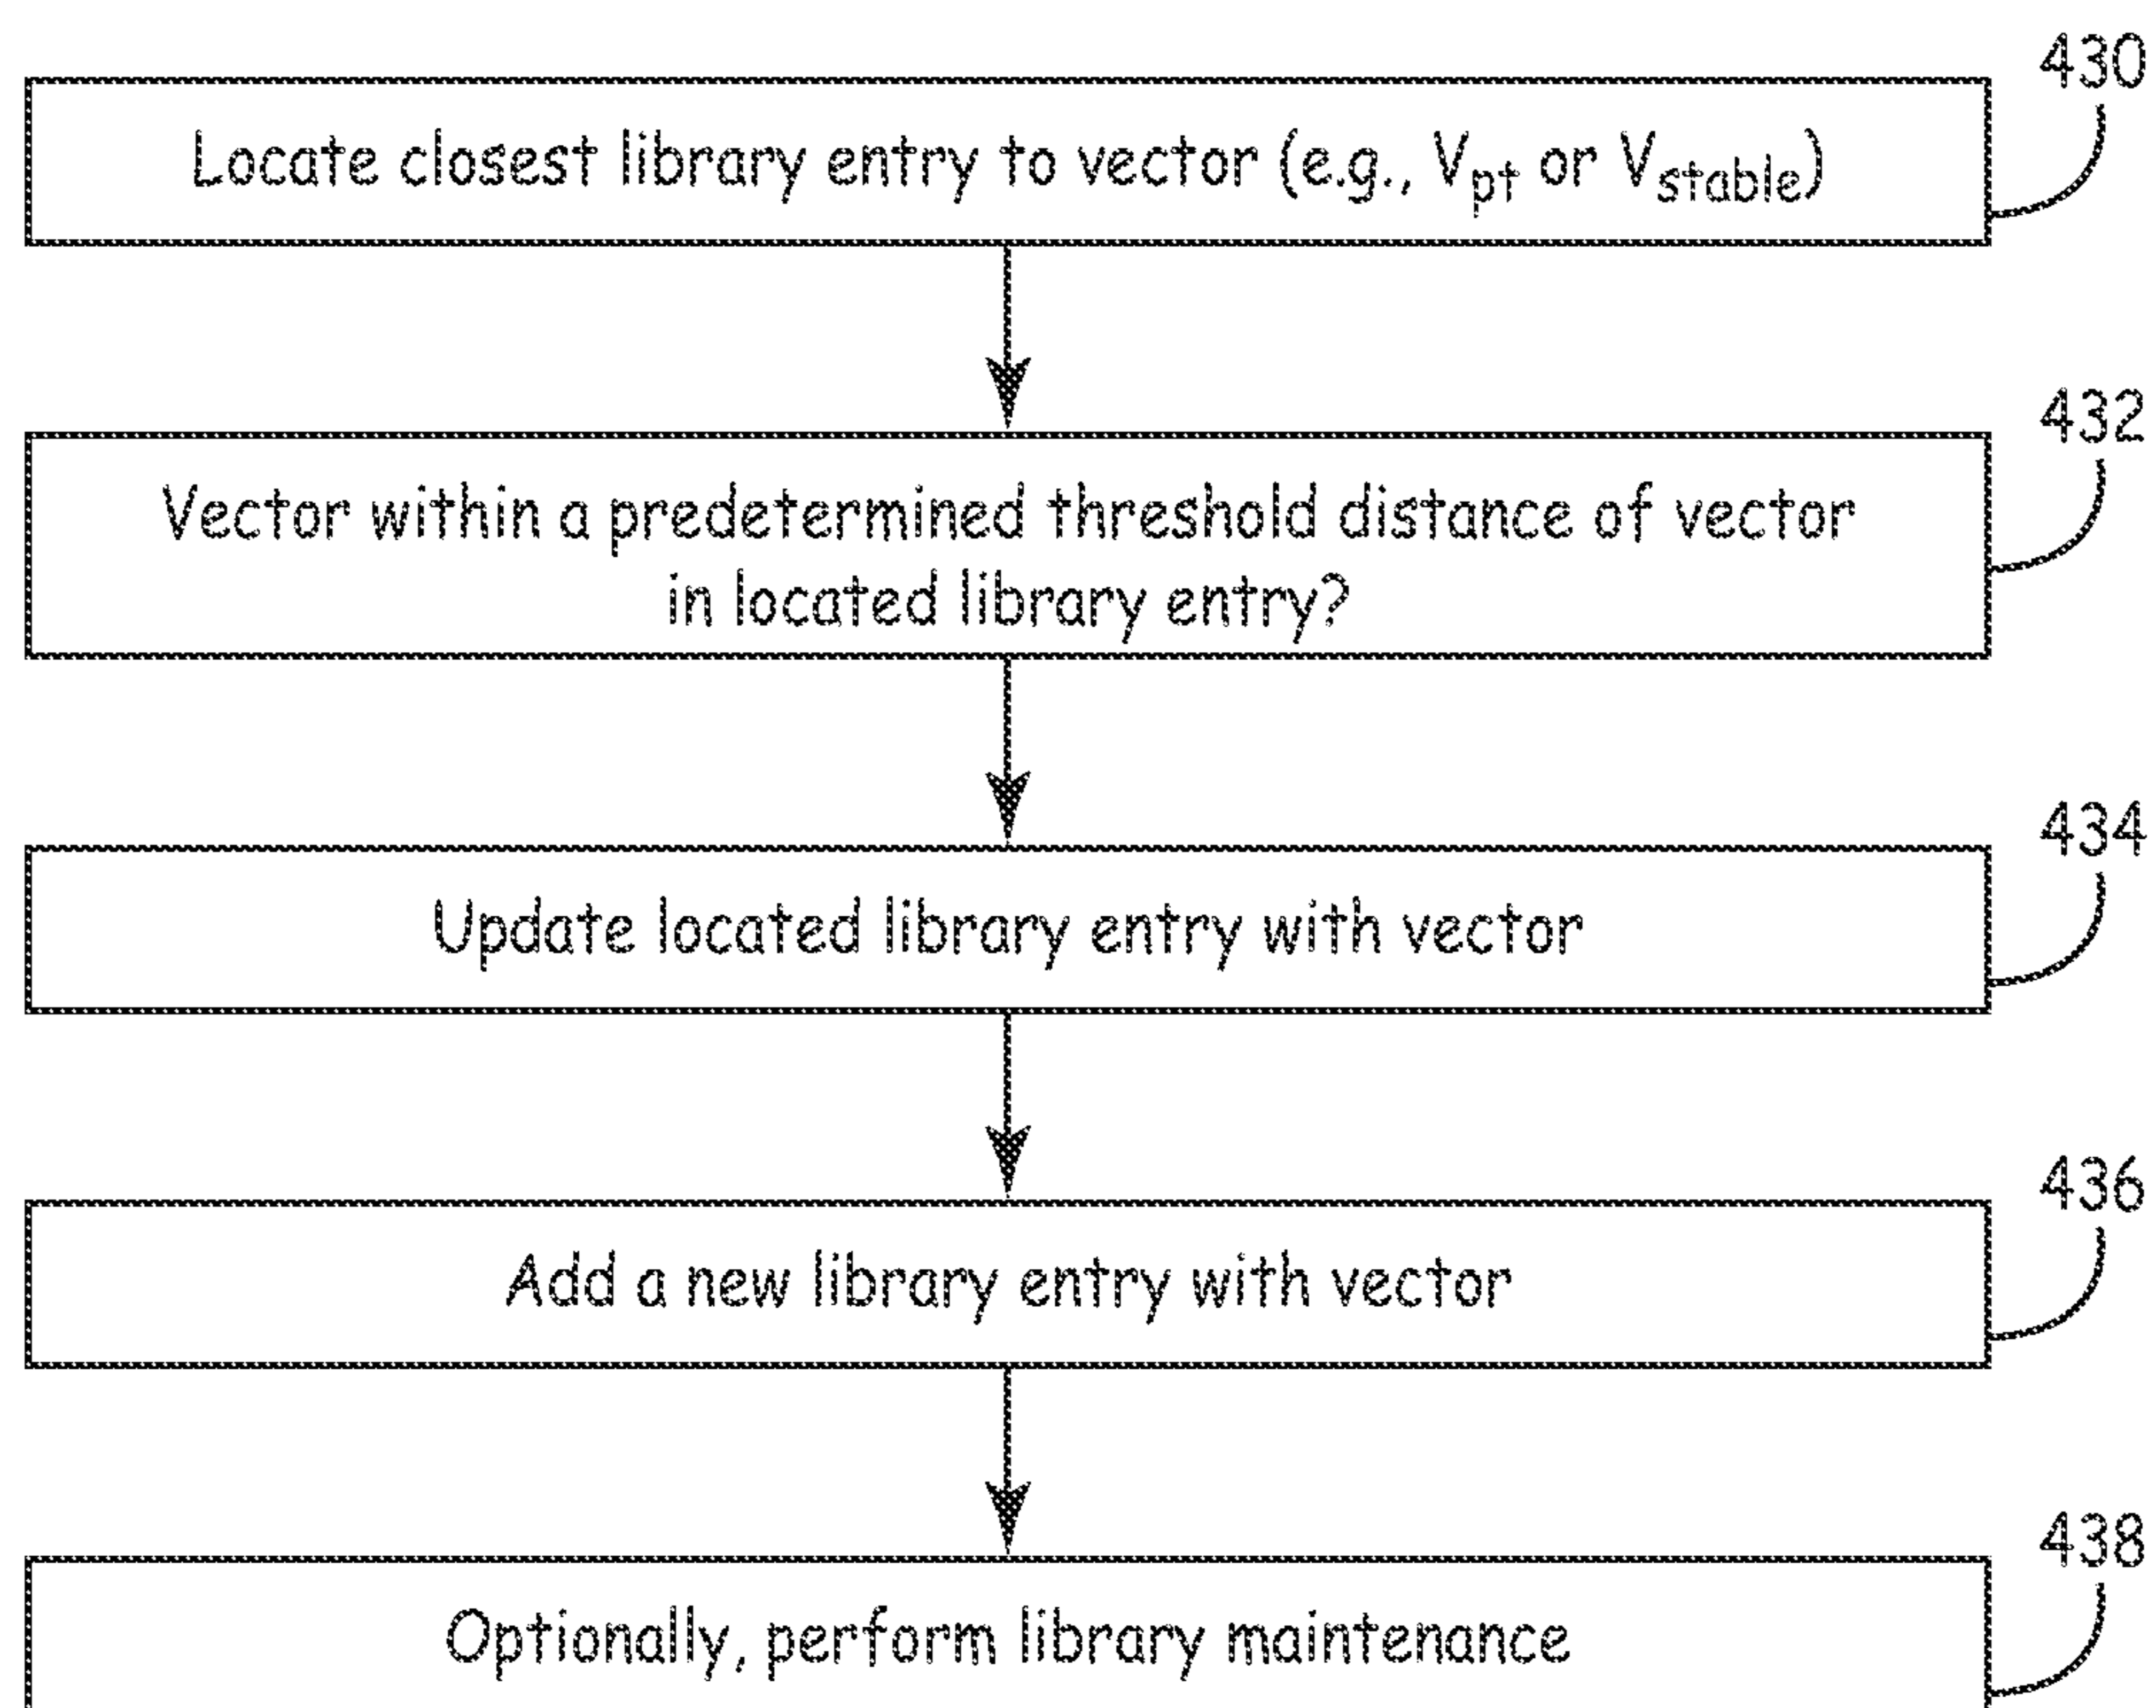 430
Locate closest library entry to vector (e.g., Vpt or Vstable)
432
Vector within a predetermined threshold distance of vector
in located library entry?
434
Update located library entry with vector
436
Add a new library entry with vector
438
Optionally, perform library maintenance